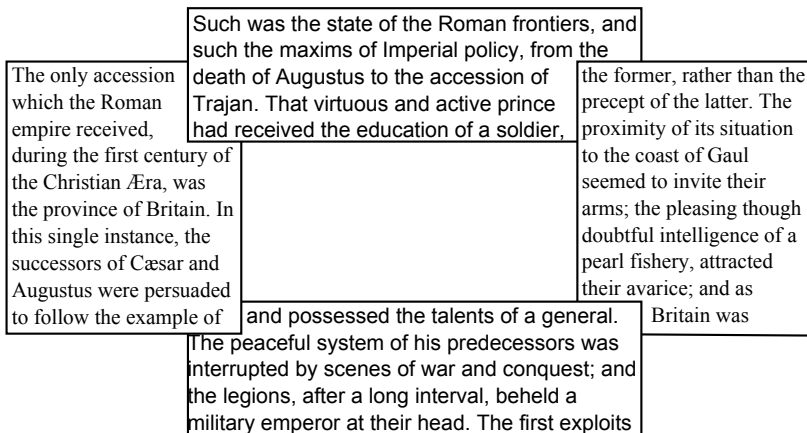 Such was the state of the Roman frontiers, and
such the maxims of Imperial policy, from the
death of Augustus to the accession of
Trajan. That virtuous and active prince
had received the education of a soldier,
and possessed the talents of a general.
The peaceful system of his predecessors was
interrupted by scenes of war and conquest; and
the legions, after a long interval, beheld a
military emperor at their head. The first exploits
The only accession
which the Roman
empire received,
during the first century of
the Christian Æra, was
the province of Britain. In
this single instance, the
successors of Cæsar and
Augustus were persuaded
to follow the example of
the former, rather than the
precept of the latter. The
proximity of its situation
to the coast of Gaul
seemed to invite their
arms; the pleasing though
doubtful intelligence of a
pearl fishery, attracted
their avarice; and as
Britain was